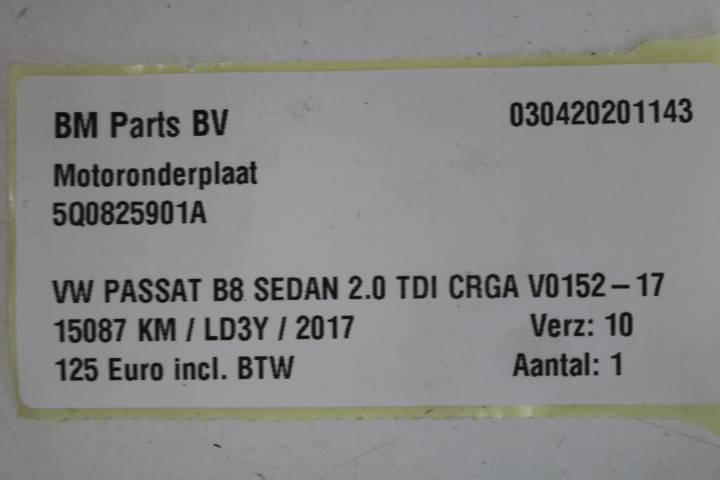 BM Parts BV 030420201143
Motoronderplaat
5Q0825901A
VW PASSAT B8 SEDAN 2.0 TDI CRGA V0152-17
15087 KM / LD3Y / 2017 Verz: 10
125 Euro incl. BTW Aantal: 1